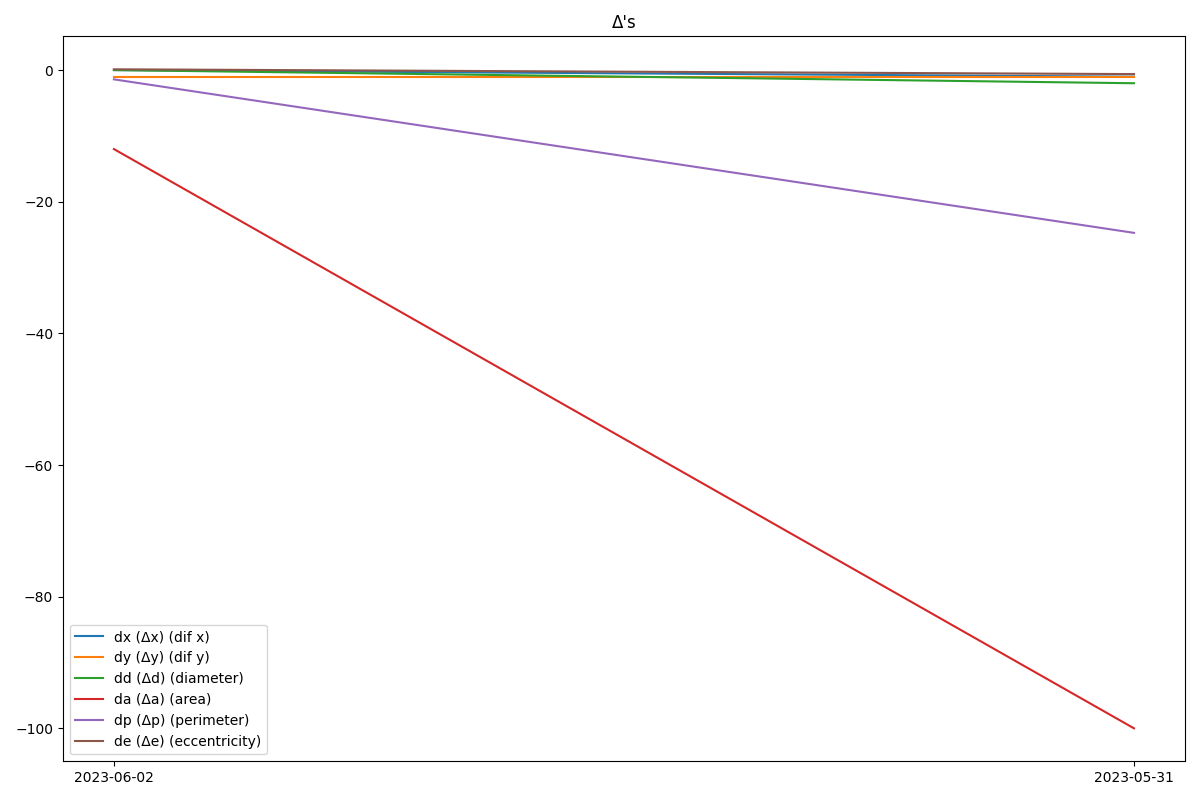 Δ's
0
−20
−40
−60
−80
−100
dx (Δx) (dif x)
dy (Δy) (dif y)
dd (Δd) (diameter)
da (Δa) (area)
dp (Δp) (perimeter)
de (Δe) (eccentricity)
2023-06-02
2023-05-31